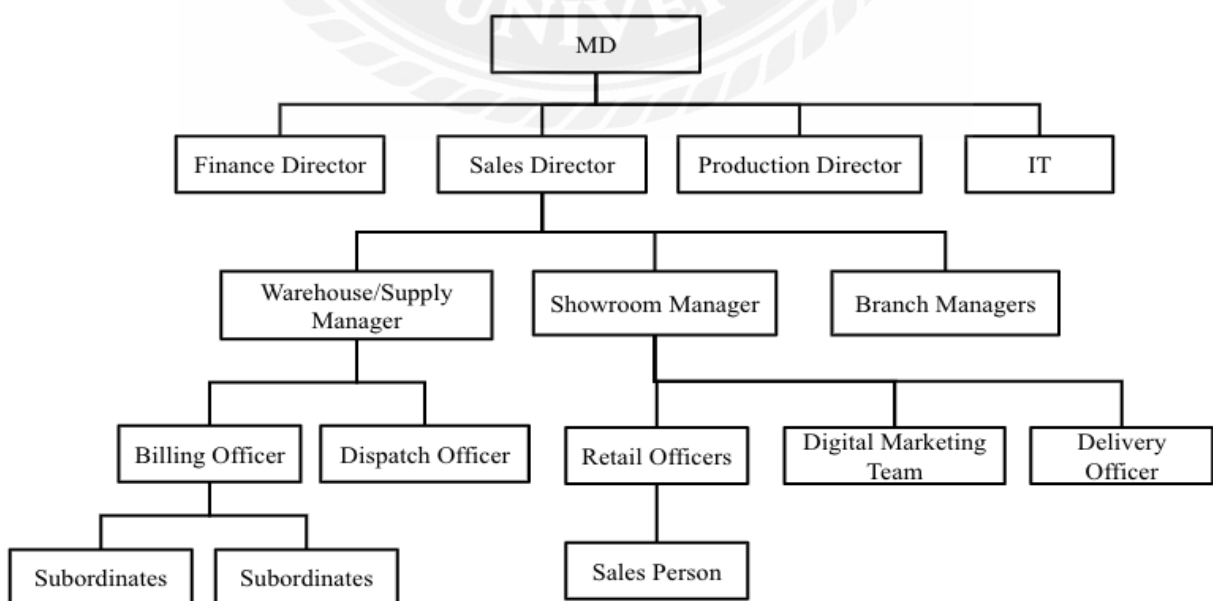 UNIVE
MD
Finance Director
Sales Director
Production Director
IT
Warehouse/Supply
Manager
Showroom Manager
Branch Managers
Billing Officer
Dispatch Officer
Retail Officers
Digital Marketing
Team
Delivery
Officer
Subordinates
Subordinates
Sales Person